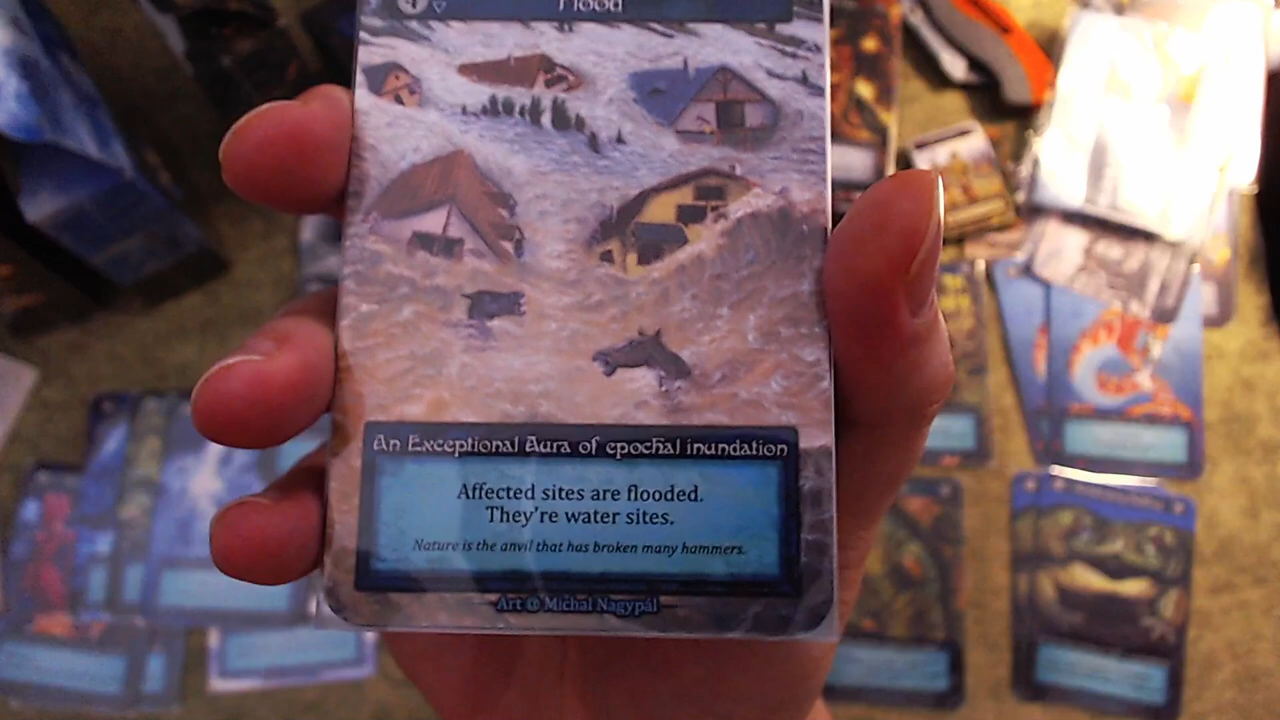 4
Flood
An Exceptional Aura of epochal inundation
Affected sites are flooded.
They're water sites.
Nature is the anvil that has broken many hammers.
Art @ Michal Nagypál